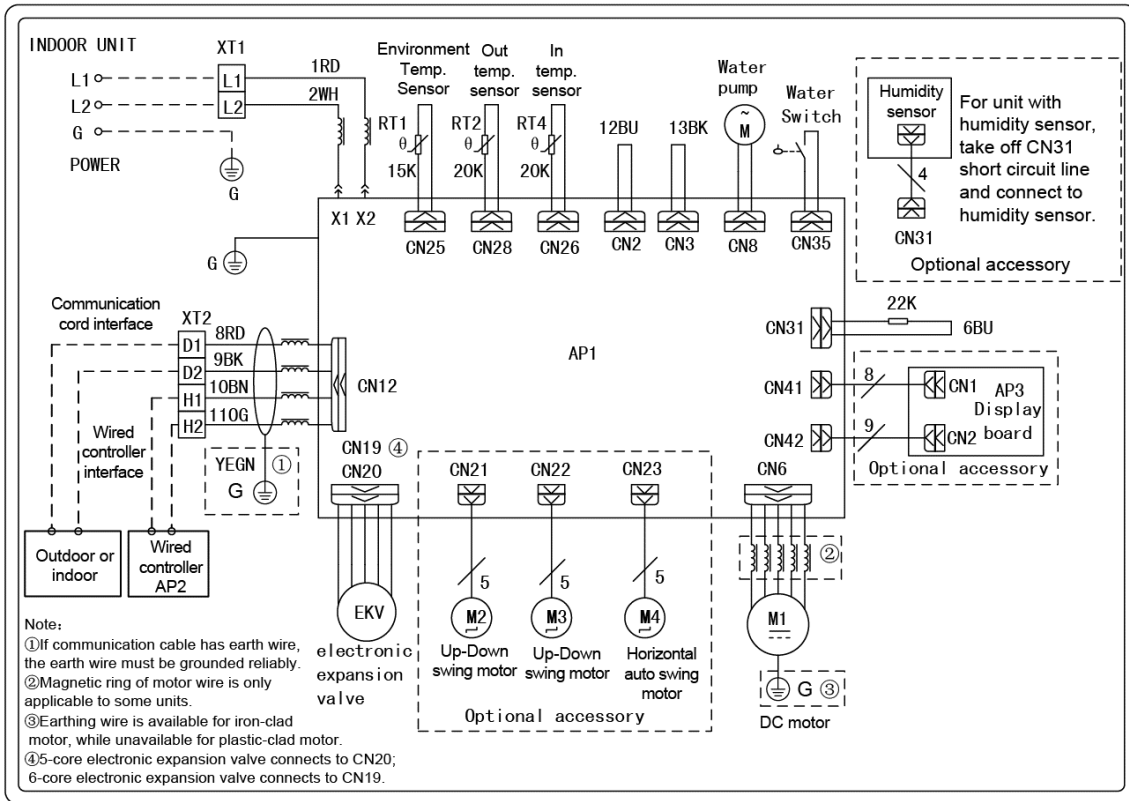 INDOOR UNIT
XT1
L1
L1
L2
L2
G
POWER
G
1RD
2WH
Environment
Temp.
Sensor
Out
temp.
sensor
In
temp.
sensor
RT1
θ
15K
RT2
θ
20K
RT4
θ
20K
12BU
13BK
Water
pump
~
M
Water
Switch
X1 X2
CN25
CN28
CN26
CN2
CN3
CN8
CN35
Humidity
sensor
4
CN31
For unit with
humidity sensor,
take off CN31
short circuit line
and connect to
humidity sensor.
Optional accessory
G
Communication
cord interface
XT2
D1
D2
H1
H2
8RD
9BK
10BN
11OG
CN12
Wired
controller
interface
YEGN ①
G
Outdoor or
indoor
Wired
controller
AP2
AP1
CN31
22K
6BU
CN41
8
CN1
CN42
9
CN2
AP3
Display
board
Optional accessory
CN19 ④
CN20
EKV
electronic
expansion
valve
CN21
CN22
CN23
5
5
5
M2
M3
M4
Up-Down
swing motor
Up-Down
swing motor
Horizontal
auto swing
motor
Optional accessory
CN6
②
M1
G ③
DC motor
Note:
①If communication cable has earth wire,
the earth wire must be grounded reliably.
②Magnetic ring of motor wire is only
applicable to some units.
③Earthing wire is available for iron-clad
motor, while unavailable for plastic-clad motor.
④5-core electronic expansion valve connects to CN20;
6-core electronic expansion valve connects to CN19.